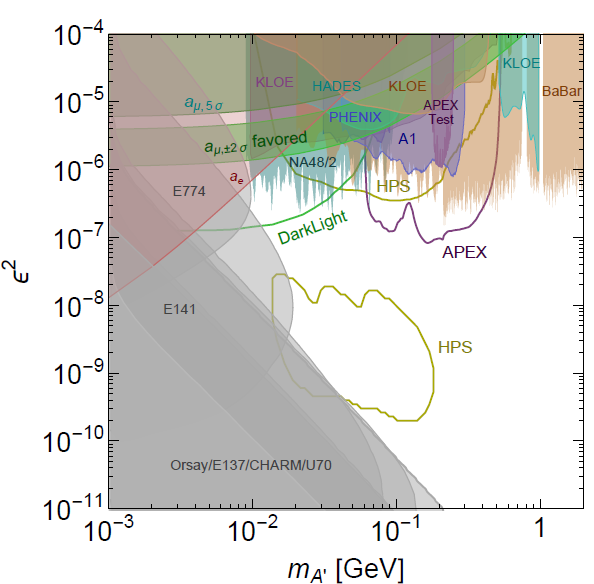 10⁻⁴
KLOE
HADES
KLOE
KLOE
BaBar
a_μ,5σ
10⁻⁵
APEX
Test
PHENIX
A1
a_μ,±2σ favored
NA48/2
10⁻⁶
a_e
E774
HPS
DarkLight
10⁻⁷
APEX
ϵ²
10⁻⁸
E141
HPS
10⁻⁹
10⁻¹⁰
Orsay/E137/CHARM/U70
10⁻¹¹
10⁻³ 10⁻² 10⁻¹ 1
m_A' [GeV]